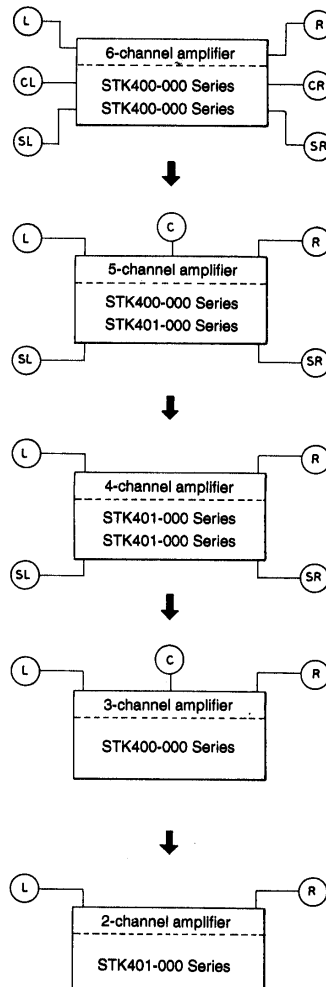 L
R
6-channel amplifier
CL
STK400-000 Series
CR
STK400-000 Series
SL
SR
C
L
R
5-channel amplifier
STK400-000 Series
STK401-000 Series
SL
SR
L
R
4-channel amplifier
STK401-000 Series
STK401-000 Series
SL
SR
C
L
R
3-channel amplifier
STK400-000 Series
L
R
2-channel amplifier
STK401-000 Series